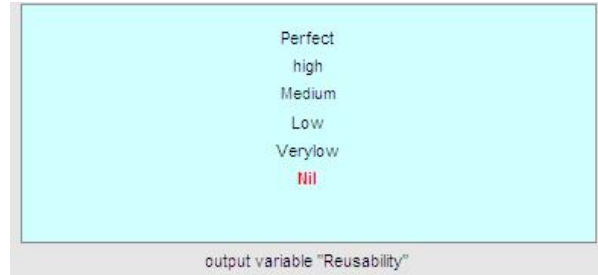 Perfect
high
Medium
Low
Verylow
Nil
output variable "Reusability"